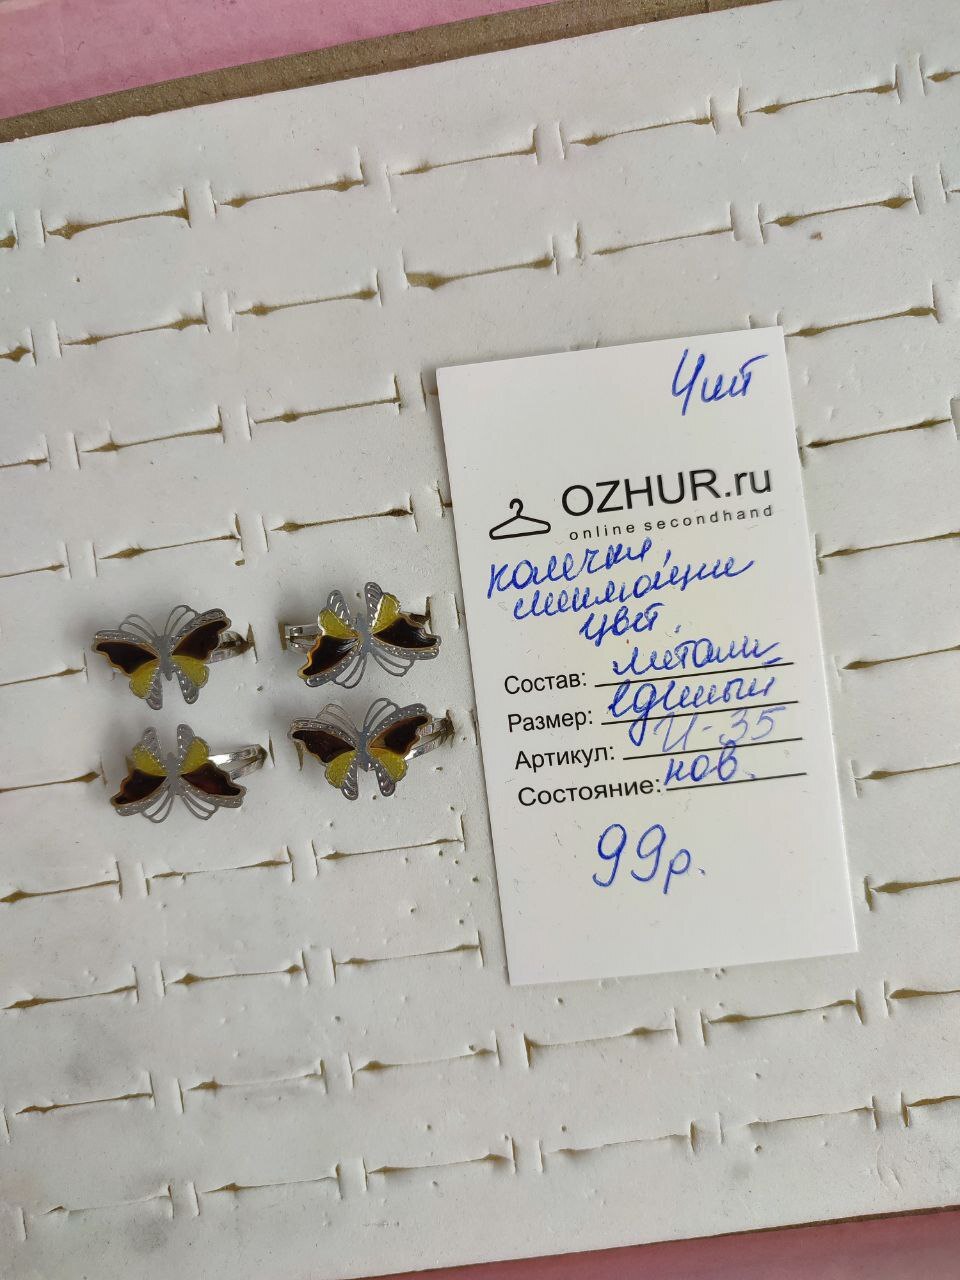 4шт
OZHUR.ru
online secondhand
колечки,
меняющие
цвет.
Состав: металл
Размер: единый
Артикул: И-35
Состояние: нов.
99р.